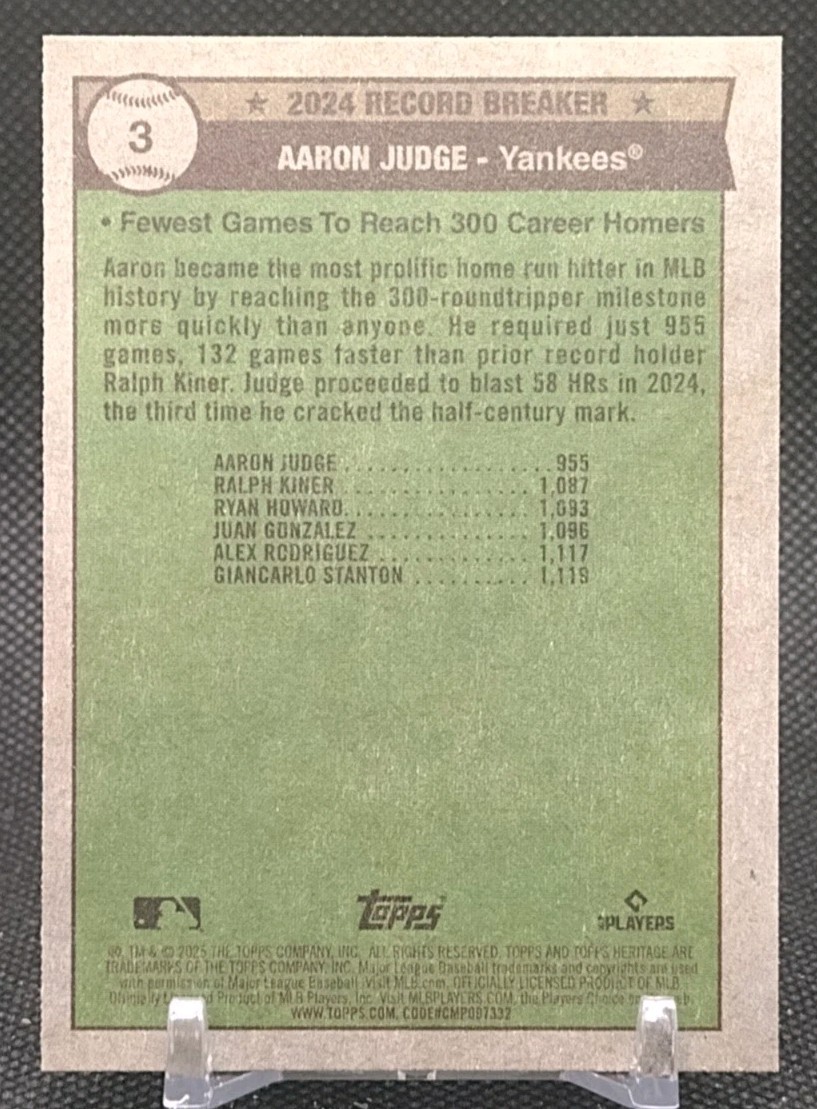 3
★ 2024 RECORD BREAKER ★
AARON JUDGE - Yankees®
• Fewest Games To Reach 300 Career Homers
Aaron became the most prolific home run hitter in MLB
history by reaching the 300-roundtripper milestone
more quickly than anyone. He required just 955
games, 132 games faster than prior record holder
Ralph Kiner. Judge proceeded to blast 58 HRs in 2024,
the third time he cracked the half-century mark.
AARON JUDGE . . . . . . . . . . . . . . . . . . . 955
RALPH KINER . . . . . . . . . . . . . . . . . . 1,087
RYAN HOWARD. . . . . . . . . . . . . . . . . 1,093
JUAN GONZALEZ . . . . . . . . . . . . . . . 1,096
ALEX RODRIGUEZ . . . . . . . . . . . . . . 1,117
GIANCARLO STANTON . . . . . . . . . . 1,119
Topps
PLAYERS
®, TM & © 2025 THE TOPPS COMPANY, INC. ALL RIGHTS RESERVED. TOPPS AND TOPPS HERITAGE ARE
TRADEMARKS OF THE TOPPS COMPANY, INC. Major League Baseball trademarks and copyrights are used
with permission of Major League Baseball. Visit MLB.com. OFFICIALLY LICENSED PRODUCT OF MLB
Officially Product of MLB Players, Inc. Visit MLBPLAYERS.COM, the Players Choice
WWW.TOPPS.COM. CODE#CMP087332